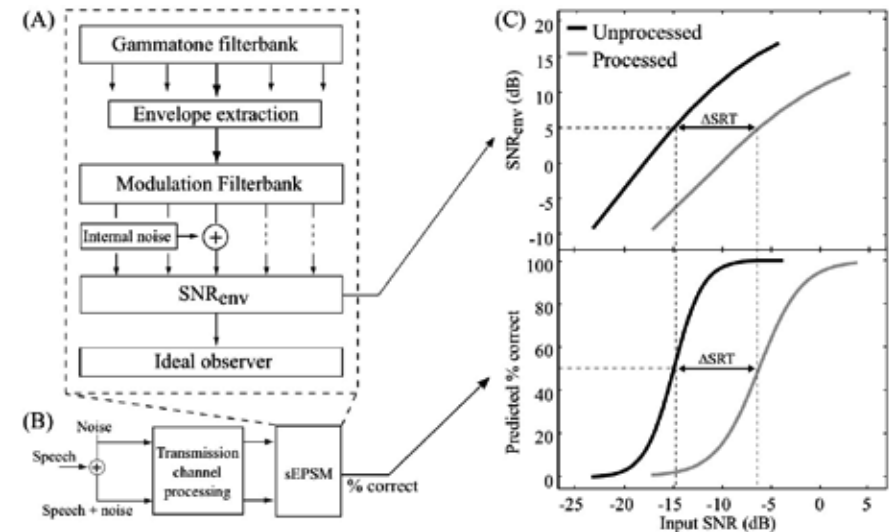 (A)
Gammatone filterbank
Envelope extraction
Modulation Filterbank
Internal noise
+
SNRenv
Ideal observer
(B)
Noise
Speech
+
Speech + noise
Transmission
channel
processing
sEPSM
% correct
(C)
Unprocessed
Processed
SNRenv (dB)
20
15
10
5
0
-5
-10
ΔSRT
Predicted % correct
100
80
60
40
20
0
ΔSRT
-25 -20 -15 -10 -5 0 5
Input SNR (dB)